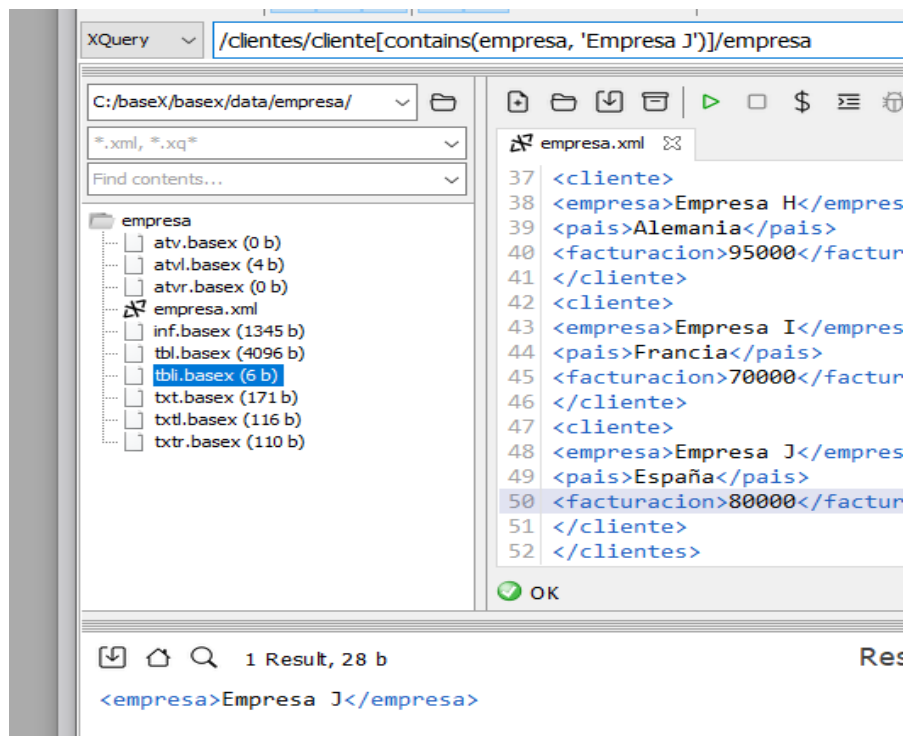 XQuery /clientes/cliente[contains(empresa, 'Empresa J')]/empresa
C:/baseX/basex/data/empresa/
*.xml, *.xq*
Find contents...
empresa
atv.basex (0 b)
atvl.basex (4 b)
atvr.basex (0 b)
empresa.xml
inf.basex (1345 b)
tbl.basex (4096 b)
tbli.basex (6 b)
txt.basex (171 b)
txtl.basex (116 b)
txtr.basex (110 b)
empresa.xml
37 <cliente>
38 <empresa>Empresa H</empres
39 <pais>Alemania</pais>
40 <facturacion>95000</factur
41 </cliente>
42 <cliente>
43 <empresa>Empresa I</empres
44 <pais>Francia</pais>
45 <facturacion>70000</factur
46 </cliente>
47 <cliente>
48 <empresa>Empresa J</empres
49 <pais>España</pais>
50 <facturacion>80000</factur
51 </cliente>
52 </clientes>
OK
1 Result, 28 b Res
<empresa>Empresa J</empresa>